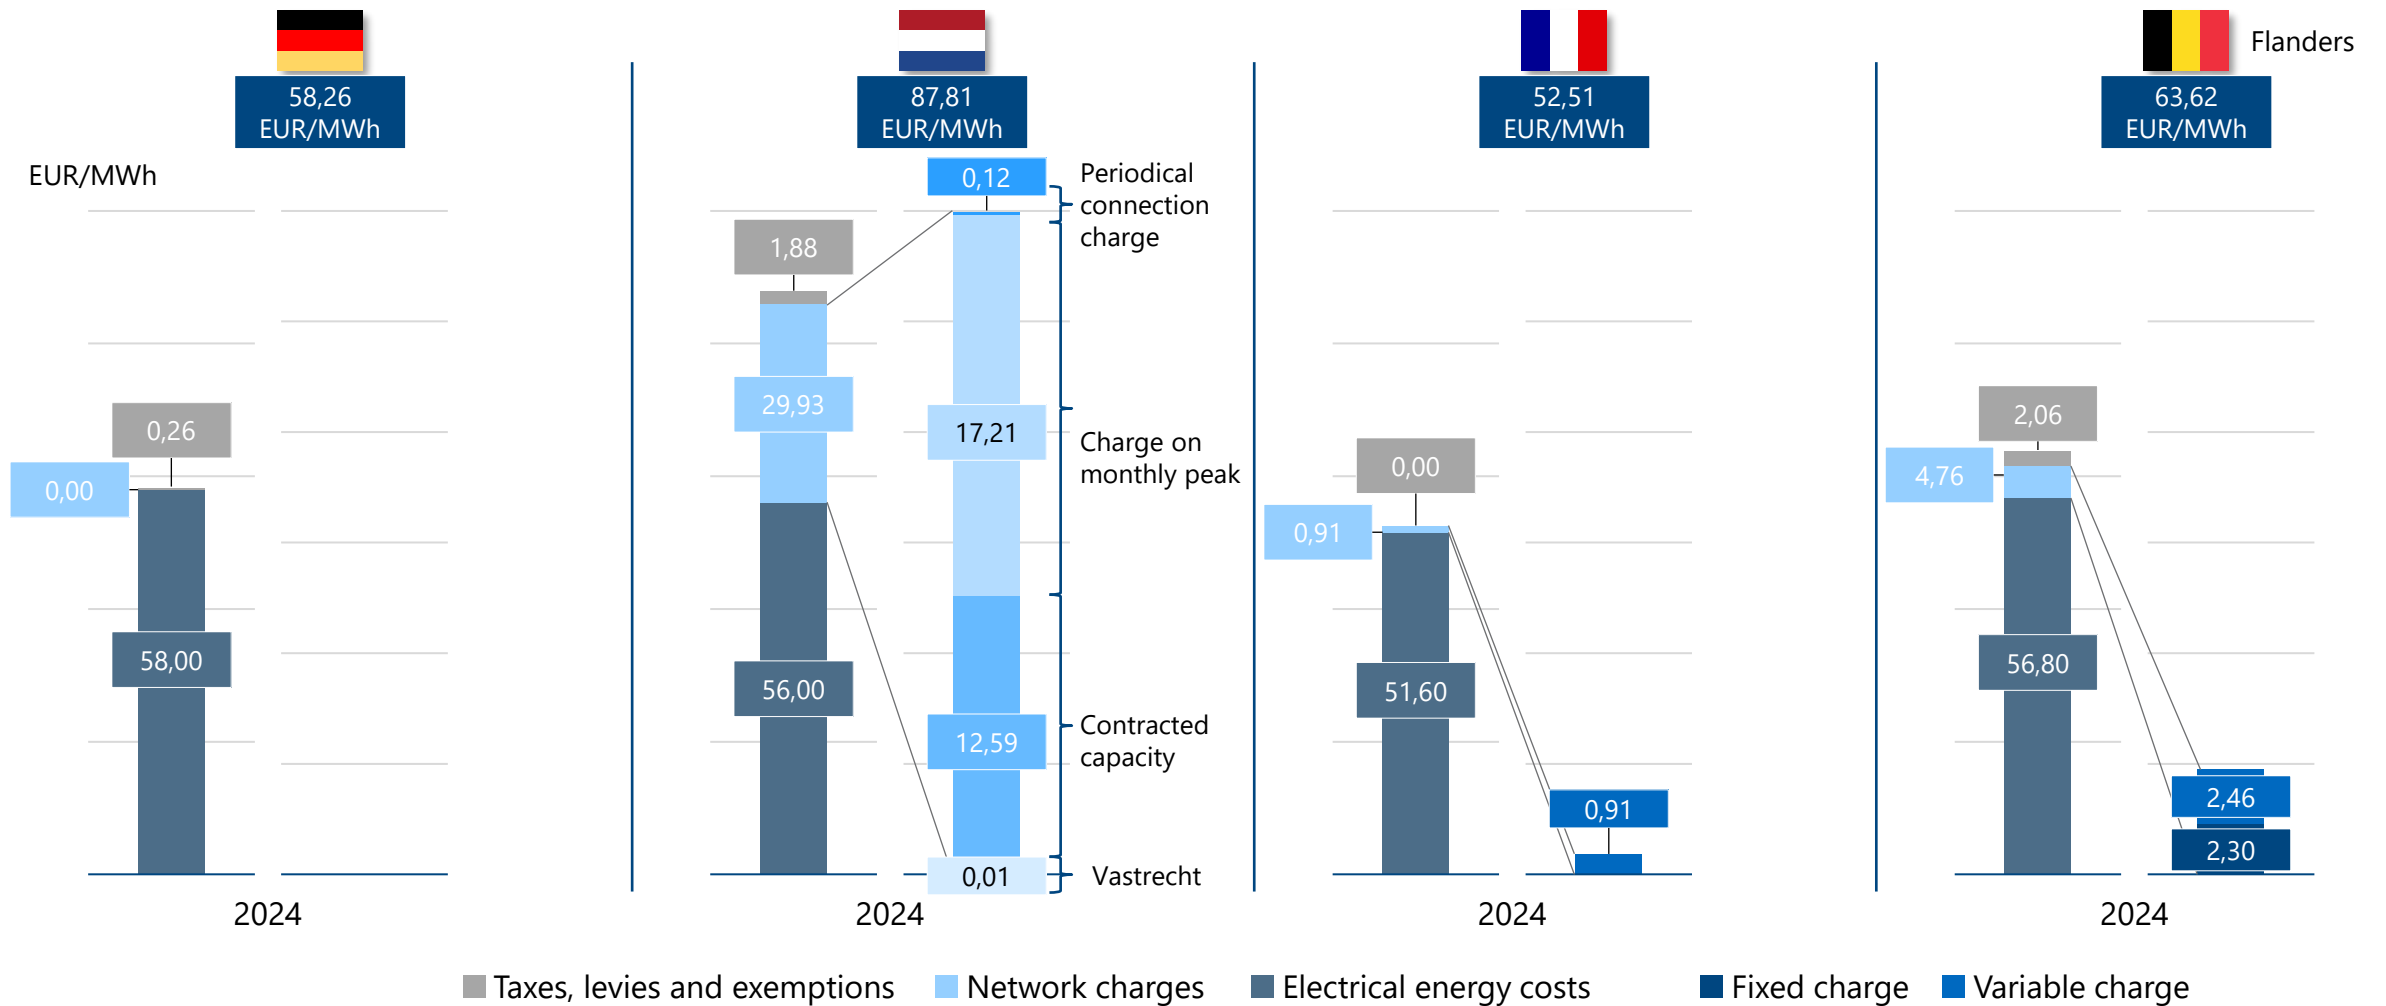 Flanders
58,26
EUR/MWh
87,81
EUR/MWh
52,51
EUR/MWh
63,62
EUR/MWh
EUR/MWh
0,26
0,00
58,00
2024
1,88
29,93
56,00
0,12
17,21
12,59
0,01
Periodical
connection
charge
Charge on
monthly peak
Contracted
capacity
Vastrecht
2024
0,00
0,91
51,60
0,91
2024
2,06
4,76
56,80
2,46
2,30
2024
Taxes, levies and exemptions
Network charges
Electrical energy costs
Fixed charge
Variable charge